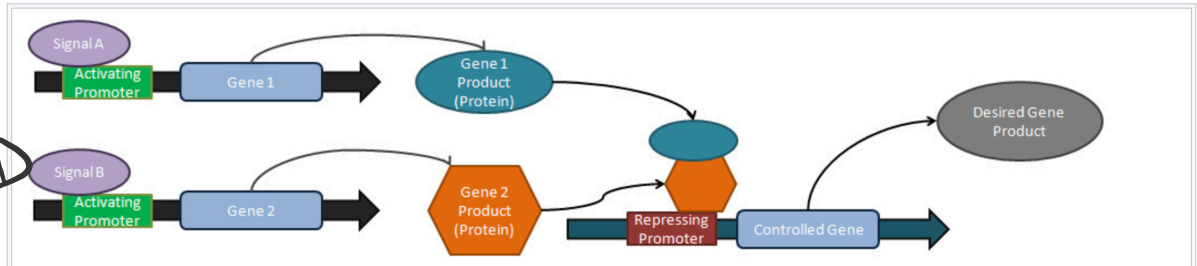 Signal A
Activating
Promoter
Gene 1
Gene 1
Product
(Protein)
Desired Gene
Product
Signal B
Activating
Promoter
Gene 2
Gene 2
Product
(Protein)
Repressing
Promoter
Controlled Gene